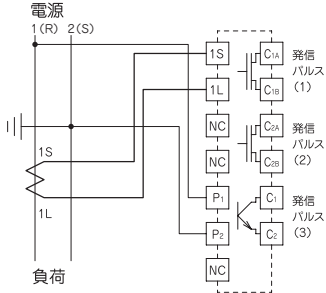 電源
1(R) 2(S)
1S
1L
負荷
1S
1L
NC
NC
P1
P2
NC
C1A
C1B
C2A
C2B
C1
C2
発信
パルス
(1)
発信
パルス
(2)
発信
パルス
(3)